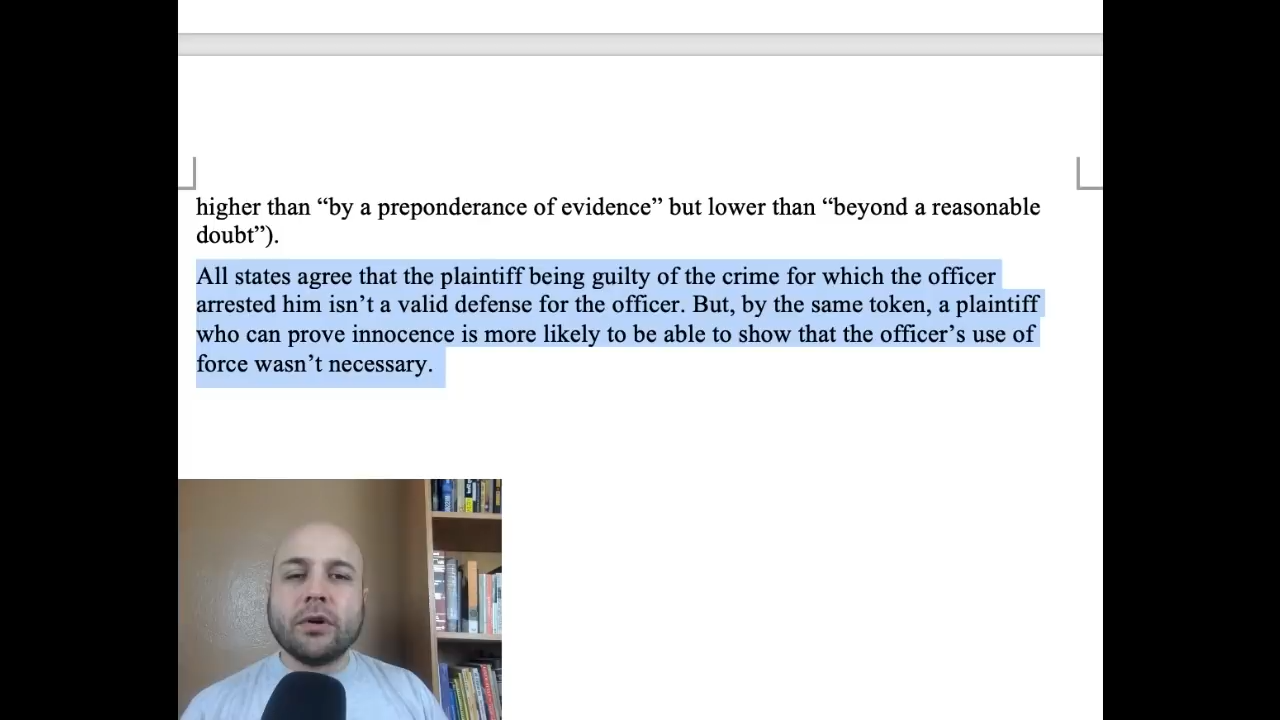 higher than “by a preponderance of evidence” but lower than “beyond a reasonable
doubt”).
All states agree that the plaintiff being guilty of the crime for which the officer
arrested him isn’t a valid defense for the officer. But, by the same token, a plaintiff
who can prove innocence is more likely to be able to show that the officer’s use of
force wasn’t necessary.